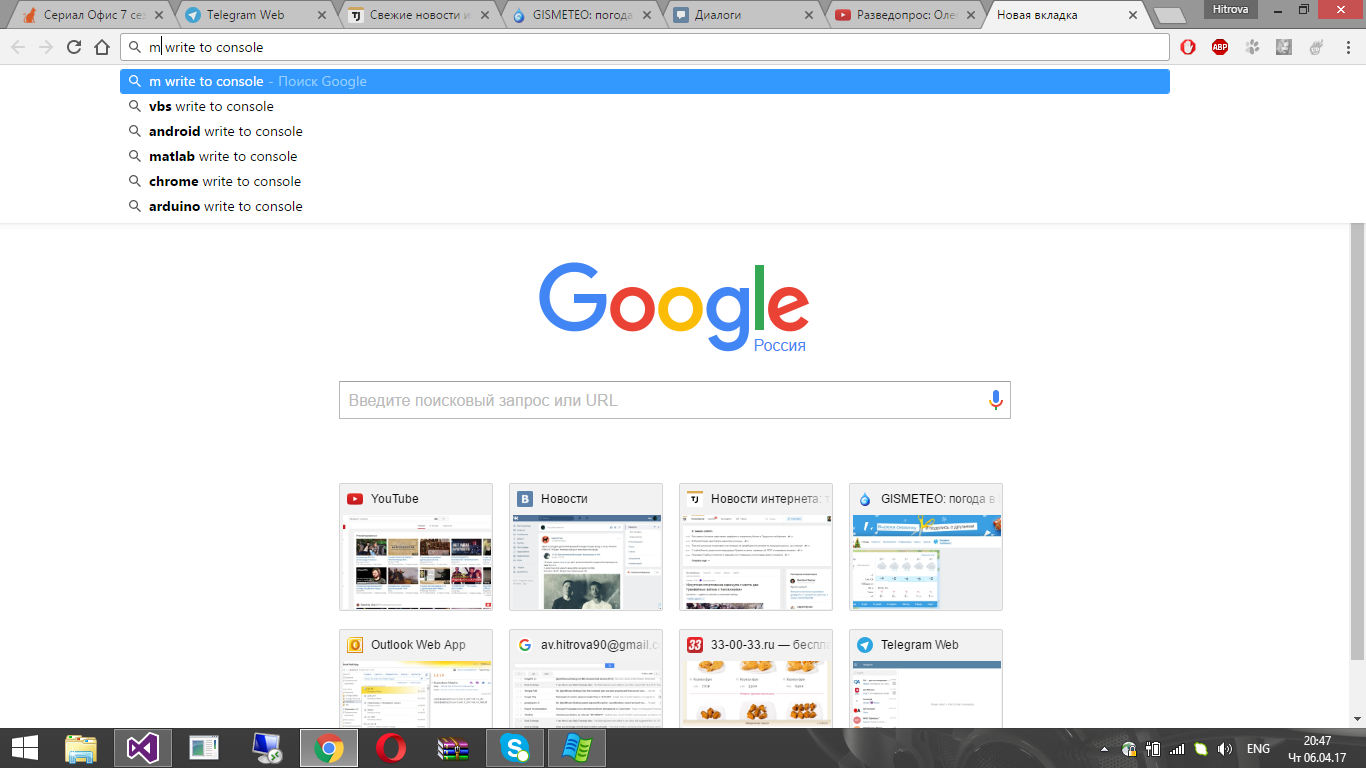 Сериал Офис 7 сез
Telegram Web
Свежие новости и
GISMETEO: погода
Диалоги
Разведопрос: Оле
Новая вкладка
Hitrova
m write to console
ABP
m write to console - Поиск Google
vbs write to console
android write to console
matlab write to console
chrome write to console
arduino write to console
Google
Россия
Введите поисковый запрос или URL
YouTube
Новости
Новости интернета: т
GISMETEO: погода в
Outlook Web App
av.hitrova90@gmail.c
33-00-33.ru — беспла
Telegram Web
ENG
20:47
Чт 06.04.17